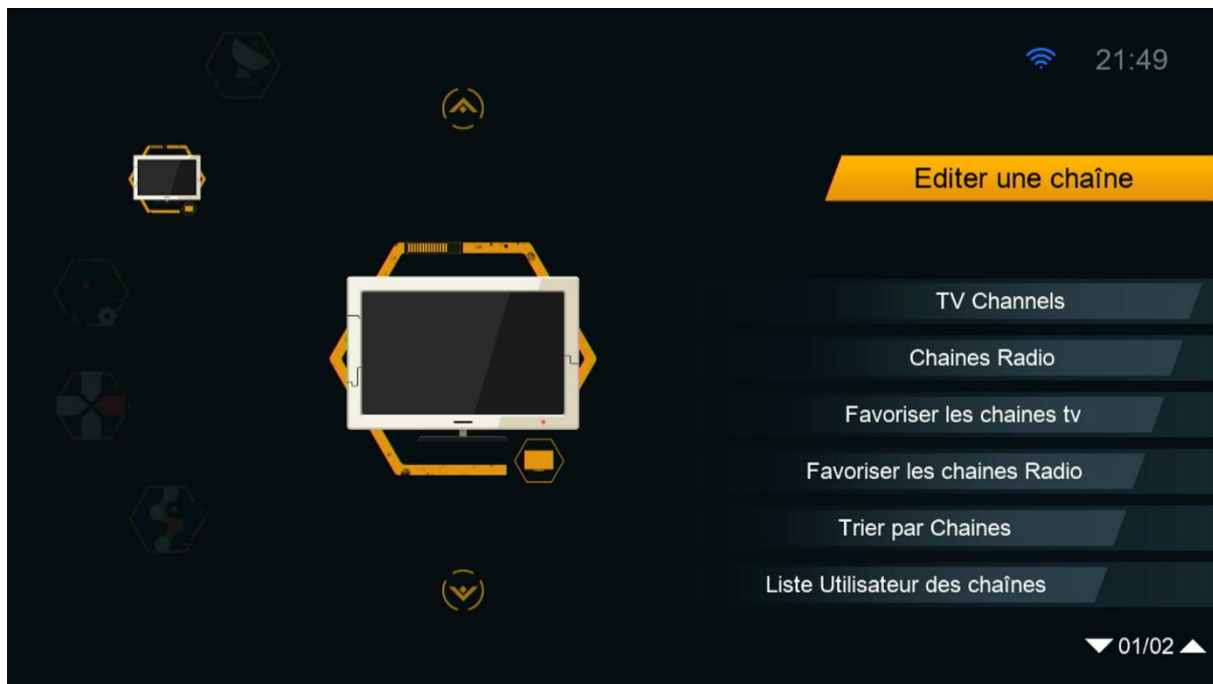 21:49
Editer une chaîne
TV Channels
Chaines Radio
Favoriser les chaines tv
Favoriser les chaines Radio
Trier par Chaines
Liste Utilisateur des chaînes
01/02